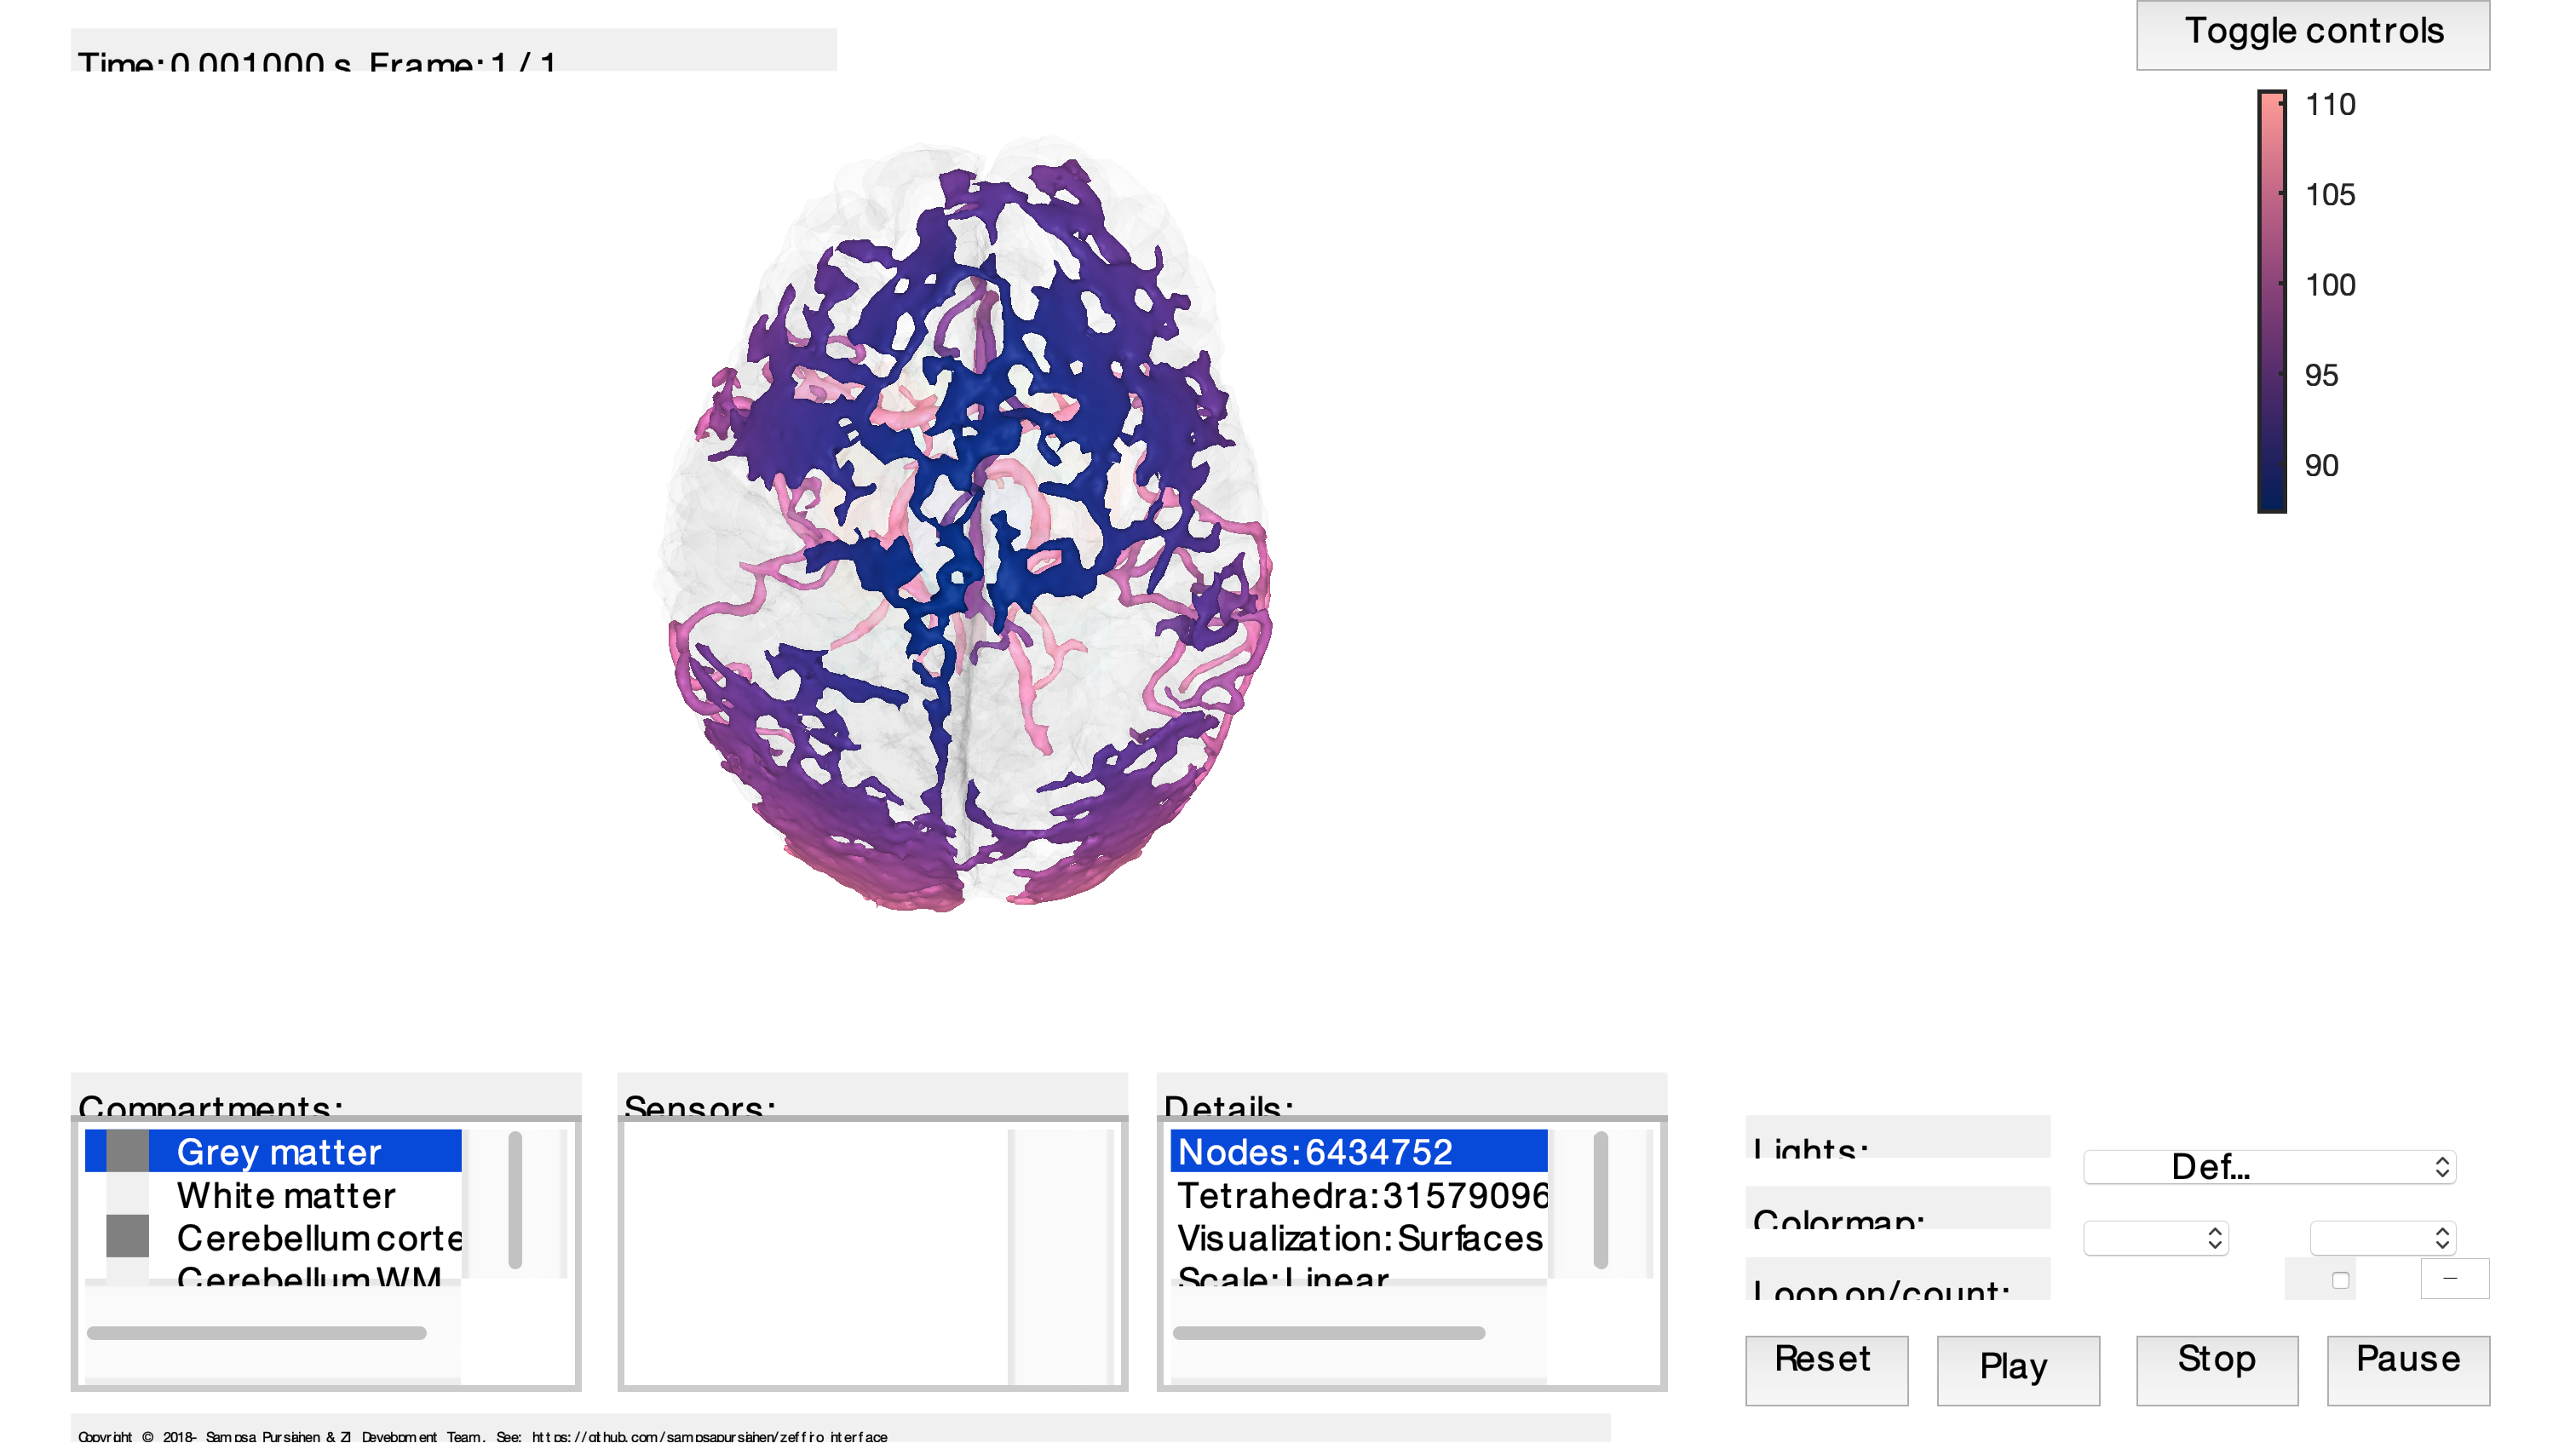 Time: 0.001000 s Frame: 1 / 1
Toggle controls
110
105
100
95
90
Compartments:
Grey matter
White matter
Cerebellum corte
Cerebellum WM
Sensors:
Details:
Nodes: 6434752
Tetrahedra: 31579096
Visualization: Surfaces
Scale: Linear
Lights:
Def...
Colormap:
Loop on/count:
Reset
Play
Stop
Pause
Copyright © 2018- Sampsa Pursiainen & ZI Development Team. See: https://github.com/sampsapursiainen/zeffiro_interface